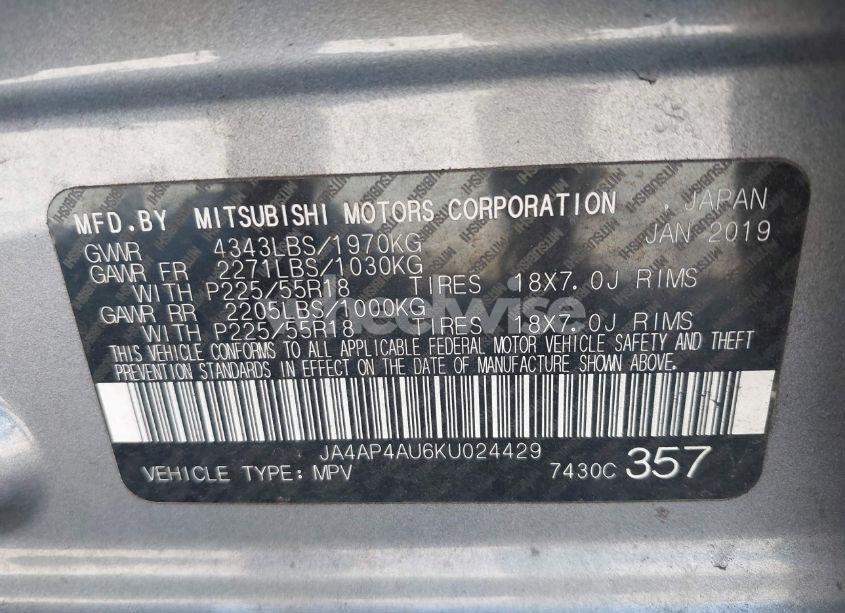 MFD.BY MITSUBISHI MOTORS CORPORATION JAPAN
GVWR 4343LBS/1970KG JAN 2019
GAWR FR 2271LBS/1030KG
WITH P225/55R18 TIRES 18X7.0J RIMS
GAWR RR 2205LBS/1000KG
WITH P225/55R18 TIRES 18X7.0J RIMS
wheelwise
THIS VEHICLE CONFORMS TO ALL APPLICABLE FEDERAL MOTOR VEHICLE SAFETY AND THEFT
PREVENTION STANDARDS IN EFFECT ON THE DATE OF MANUFACTURE SHOWN ABOVE.
JA4AP4AU6KU024429
VEHICLE TYPE: MPV 7430C 357